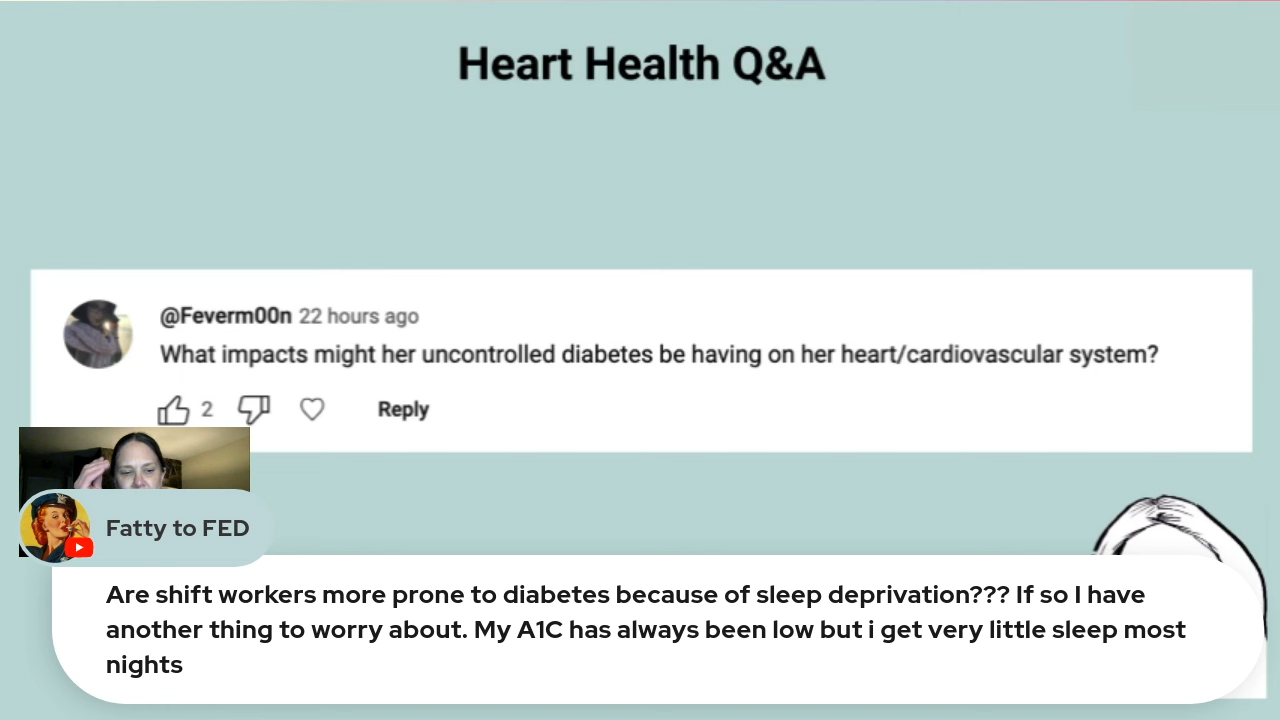 Heart Health Q&A
@Feverm00n 22 hours ago
What impacts might her uncontrolled diabetes be having on her heart/cardiovascular system?
2 Reply
Fatty to FED
Are shift workers more prone to diabetes because of sleep deprivation??? If so I have
another thing to worry about. My A1C has always been low but i get very little sleep most
nights